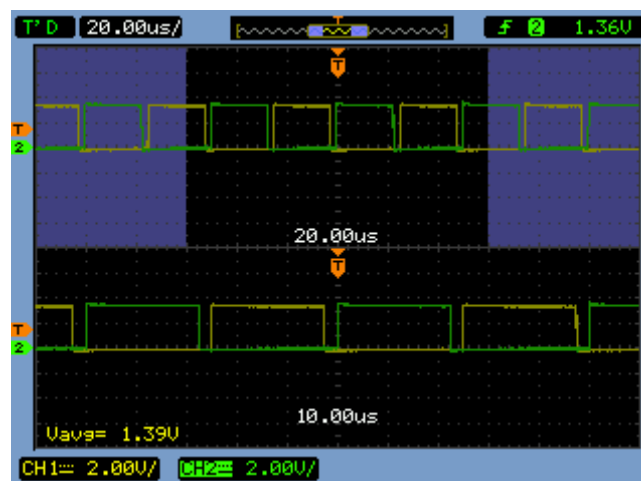 T'D 20.00us/ T 2 1.36V
T
T
2
20.00us
T
T
2
10.00us
Vavg= 1.39V
CH1 2.00V/ CH2 2.00V/